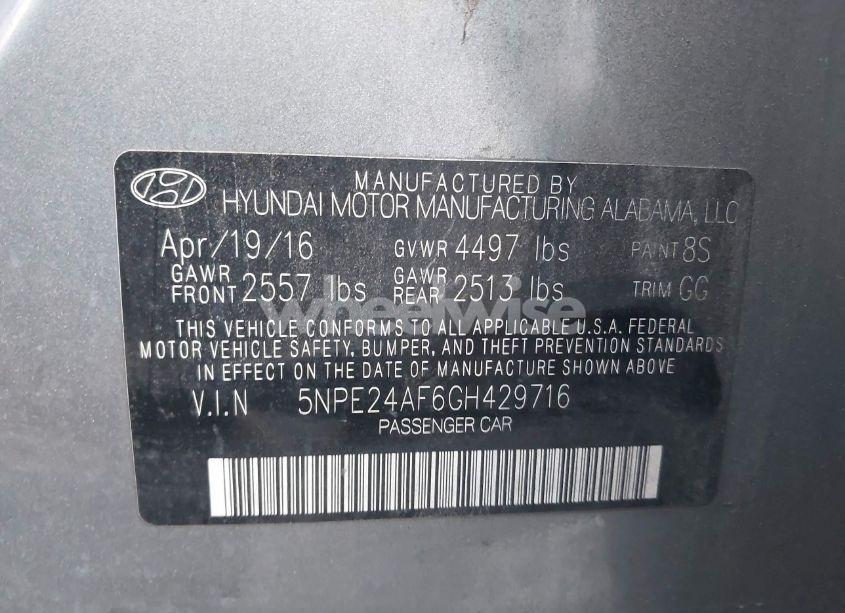 MANUFACTURED BY
HYUNDAI MOTOR MANUFACTURING ALABAMA, LLC
Apr/19/16 GVWR 4497 lbs PAINT 8S
GAWR FRONT 2557 lbs GAWR REAR 2513 lbs TRIM GG
wheelwise
THIS VEHICLE CONFORMS TO ALL APPLICABLE U.S.A. FEDERAL
MOTOR VEHICLE SAFETY, BUMPER, AND THEFT PREVENTION STANDARDS
IN EFFECT ON THE DATE OF MANUFACTURE SHOWN ABOVE
V.I.N 5NPE24AF6GH429716
PASSENGER CAR